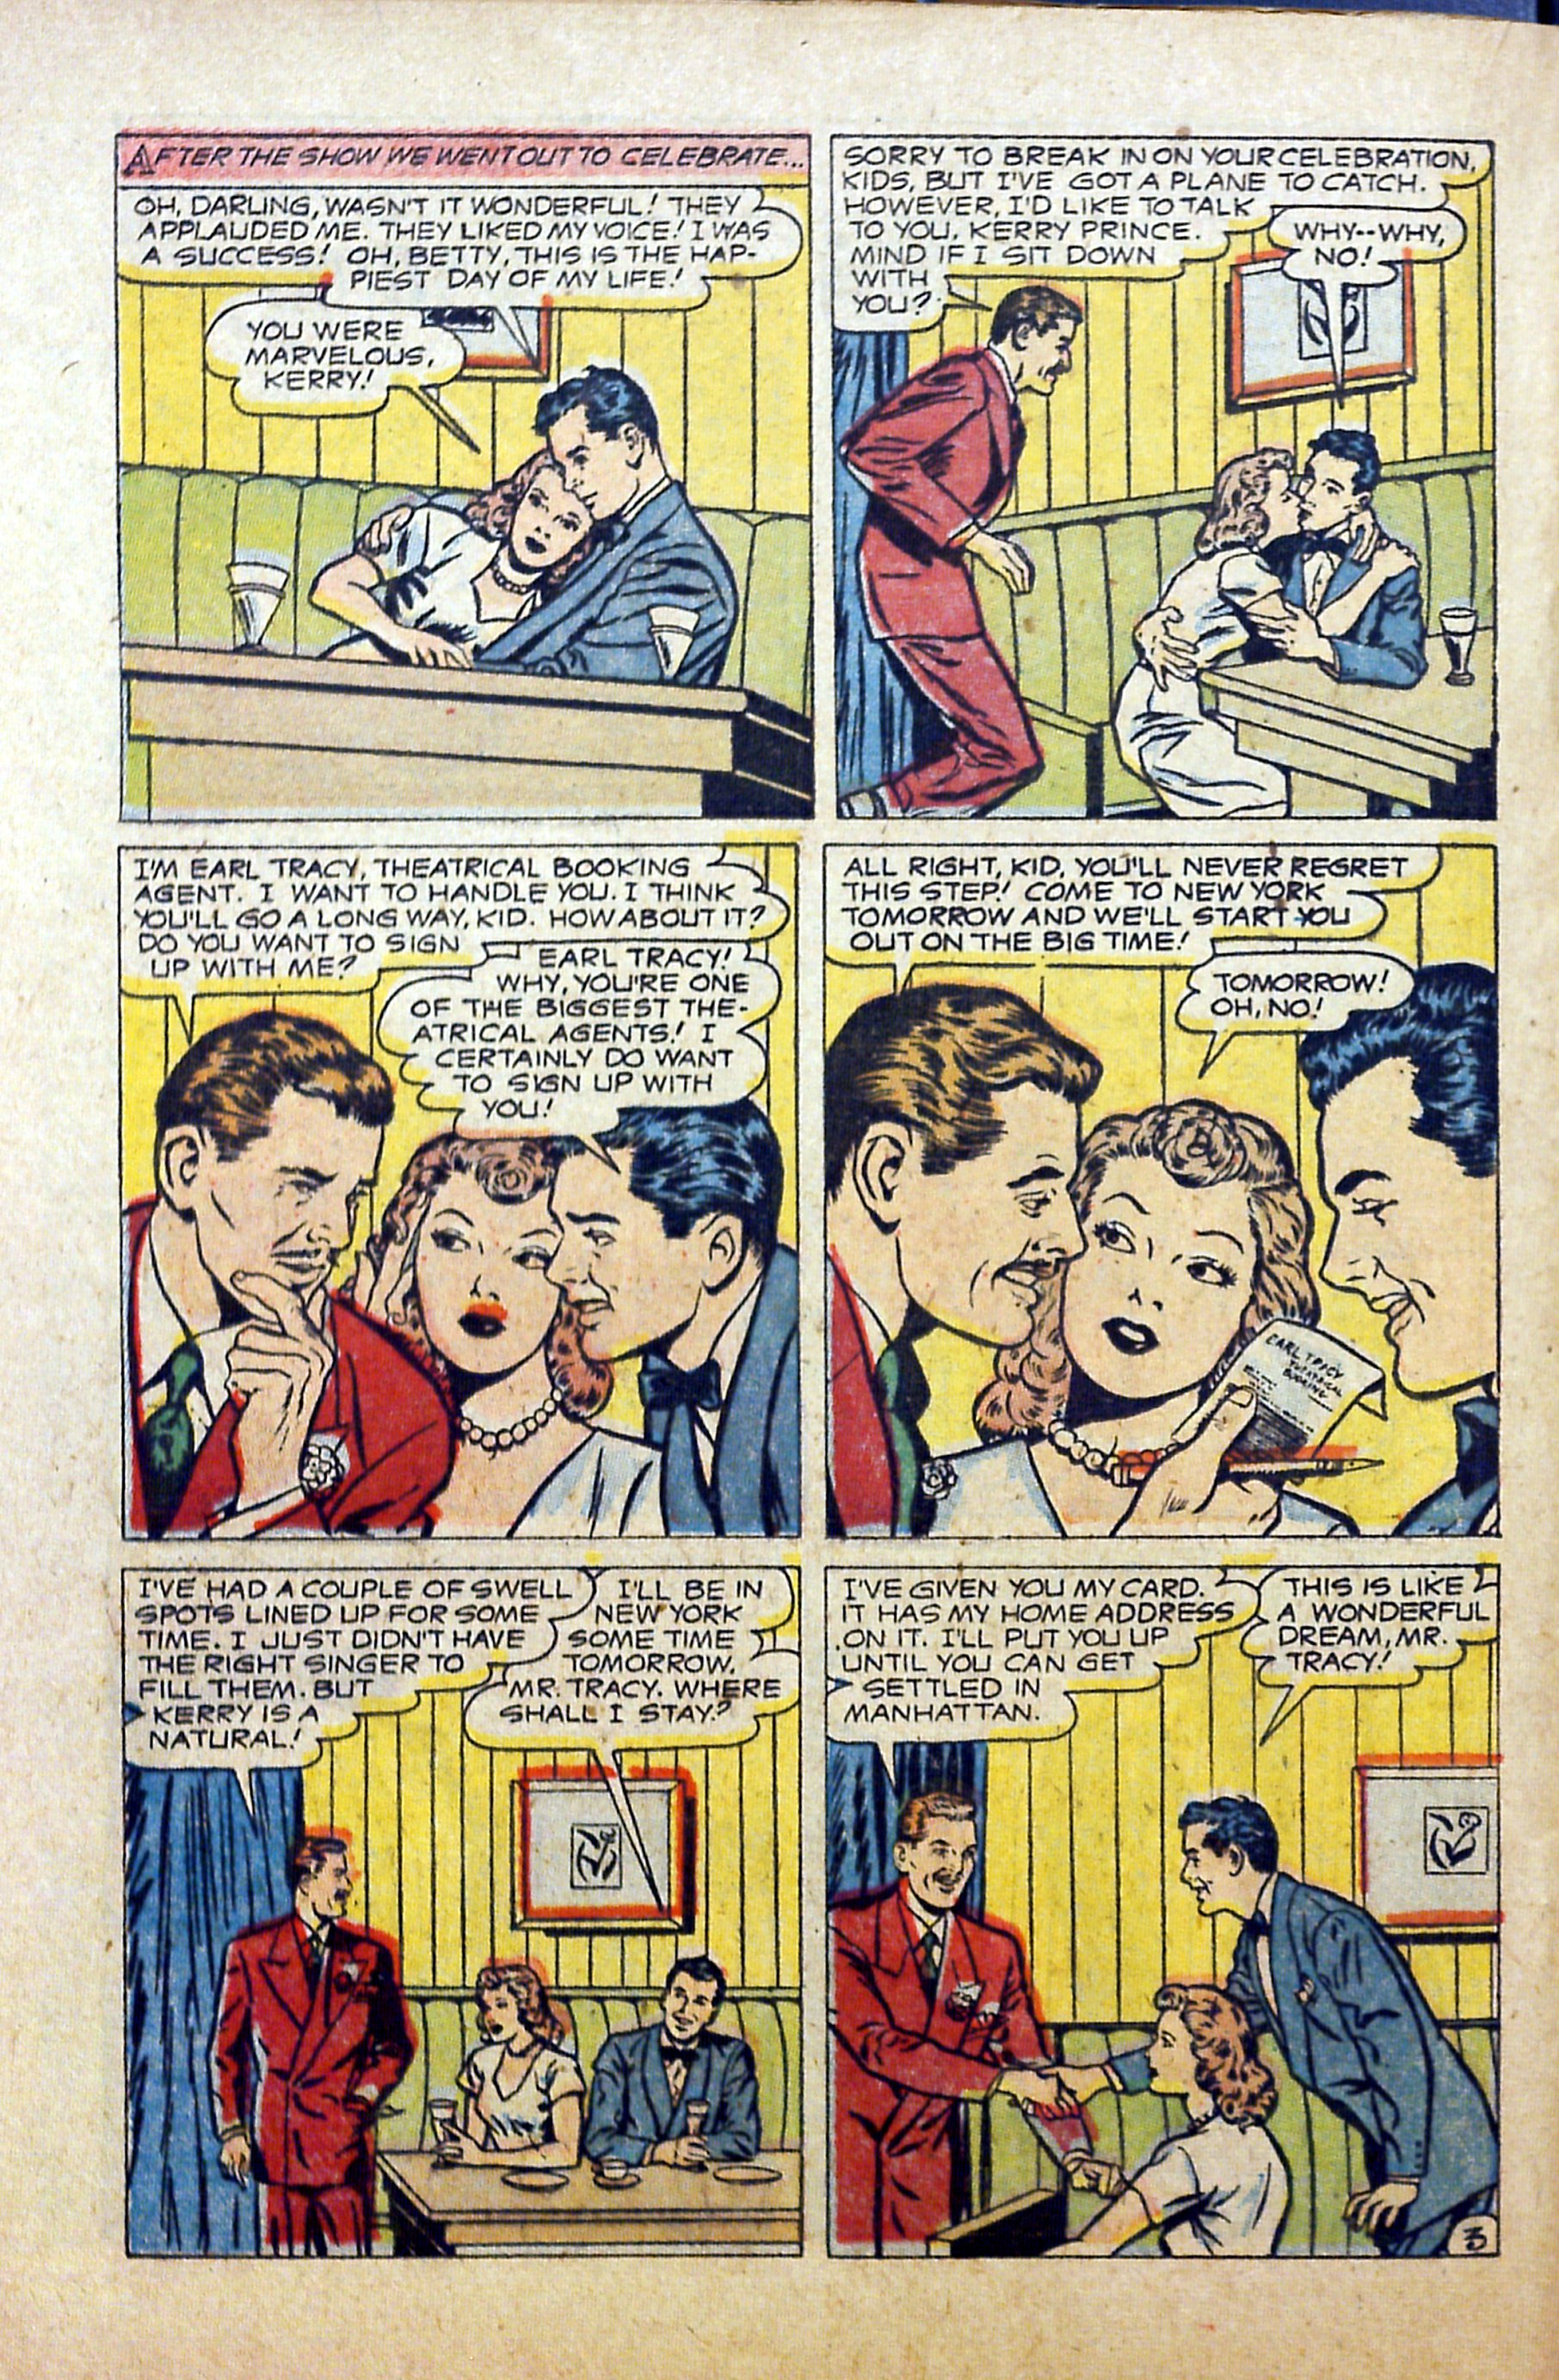 AFTER THE SHOW WE WENT OUT TO CELEBRATE...
OH, DARLING, WASN'T IT WONDERFUL! THEY
APPLAUDED ME. THEY LIKED MY VOICE! I WAS
A SUCCESS! OH, BETTY, THIS IS THE HAP-
PIEST DAY OF MY LIFE!
YOU WERE
MARVELOUS,
KERRY!
SORRY TO BREAK IN ON YOUR CELEBRATION,
KIDS, BUT I'VE GOT A PLANE TO CATCH.
HOWEVER, I'D LIKE TO TALK
TO YOU, KERRY PRINCE.
MIND IF I SIT DOWN
WITH
YOU?
WHY--WHY,
NO!
I'M EARL TRACY, THEATRICAL BOOKING
AGENT. I WANT TO HANDLE YOU. I THINK
YOU'LL GO A LONG WAY, KID. HOW ABOUT IT?
DO YOU WANT TO SIGN
UP WITH ME?
EARL TRACY!
WHY, YOU'RE ONE
OF THE BIGGEST THE-
ATRICAL AGENTS! I
CERTAINLY DO WANT
TO SIGN UP WITH
YOU!
ALL RIGHT, KID, YOU'LL NEVER REGRET
THIS STEP! COME TO NEW YORK
TOMORROW AND WE'LL START YOU
OUT ON THE BIG TIME!
TOMORROW!
OH, NO!
EARL TRACY
THEATRICAL
BOOKING
I'VE HAD A COUPLE OF SWELL
SPOTS LINED UP FOR SOME
TIME. I JUST DIDN'T HAVE
THE RIGHT SINGER TO
FILL THEM. BUT
KERRY IS A
NATURAL!
I'LL BE IN
NEW YORK
SOME TIME
TOMORROW,
MR. TRACY. WHERE
SHALL I STAY?
I'VE GIVEN YOU MY CARD.
IT HAS MY HOME ADDRESS
ON IT. I'LL PUT YOU UP
UNTIL YOU CAN GET
SETTLED IN
MANHATTAN.
THIS IS LIKE
A WONDERFUL
DREAM, MR.
TRACY!
3